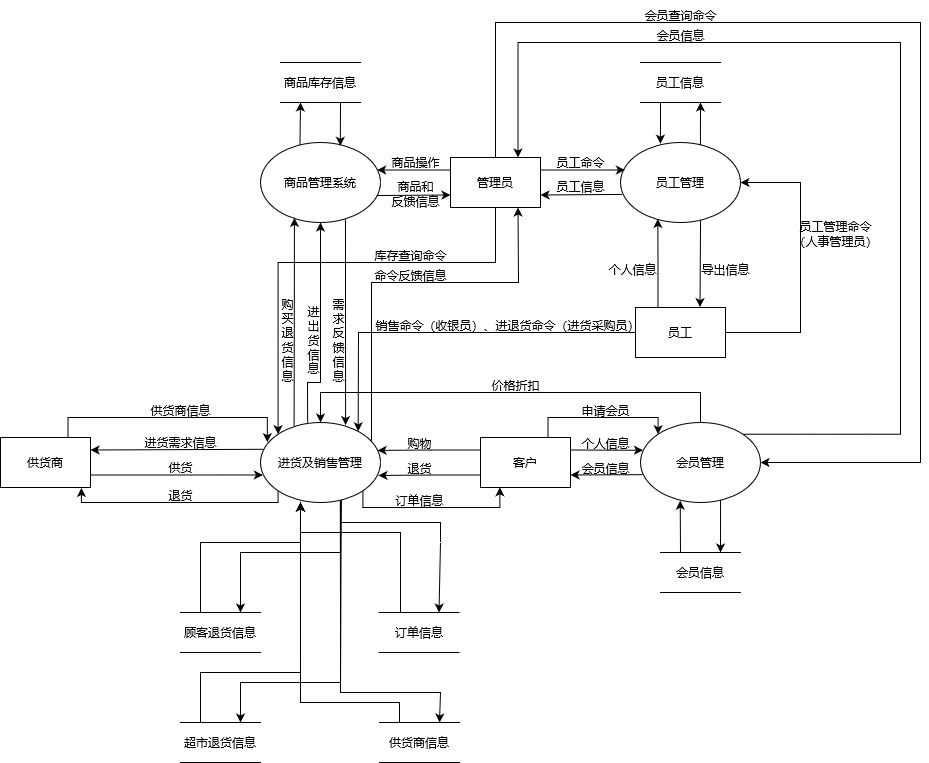 会员查询命令
会员信息
商品库存信息
员工信息
商品管理系统
商品操作
商品和
反馈信息
管理员
员工命令
员工信息
员工管理
员工管理命令
（人事管理员）
库存查询命令
命令反馈信息
个人信息
导出信息
购买退货信息
进出货信息
需求反馈信息
销售命令（收银员）、进退货命令（进货采购员）
员工
价格折扣
供货商信息
申请会员
进货需求信息
购物
个人信息
供货商
进货及销售管理
客户
会员管理
供货
退货
会员信息
退货
订单信息
会员信息
顾客退货信息
订单信息
超市退货信息
供货商信息